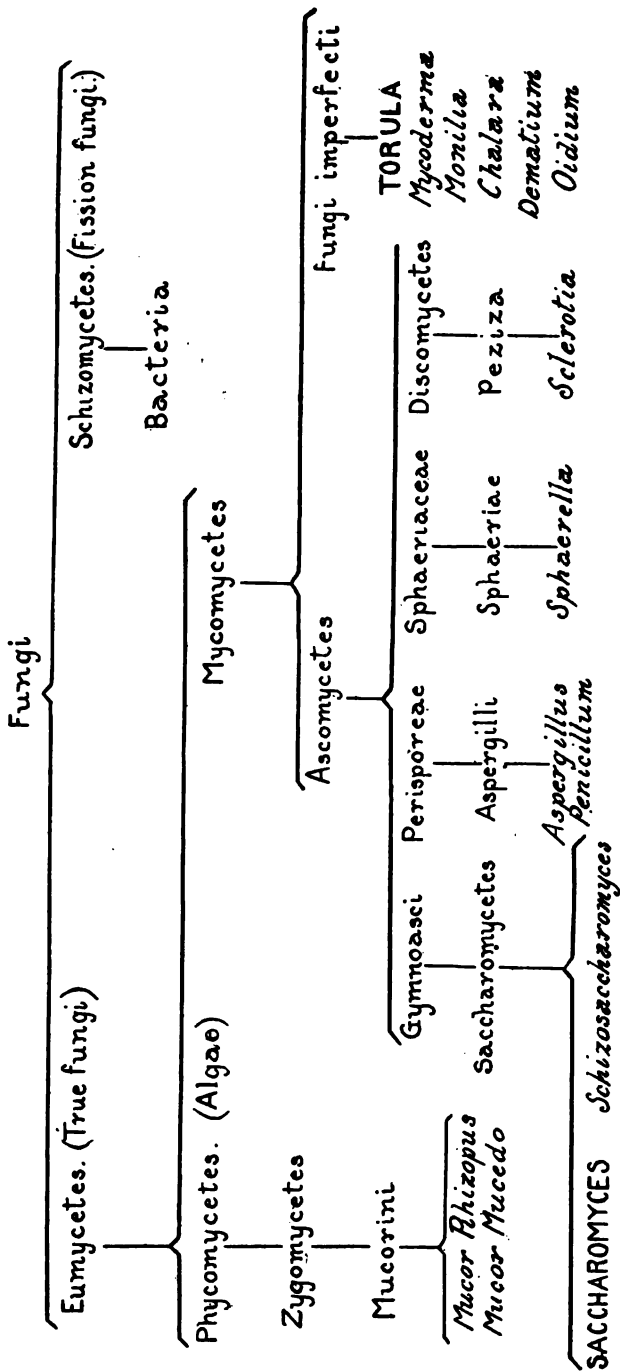 Fungi
Eumycetes. (True fungi)
Schizomycetes. (Fission fungi.)
Bacteria
Phycomycetes. (Algae)
Mycomycetes
Zygomycetes
Ascomycetes
Fungi imperfecti
Mucorini
Gymnoasci
Perisporeae
Sphaeriaceae
Discomycetes
TORULA
Mycoderma
Monilia
Chalara
Dematium
Oidium
Saccharomycetes
Aspergilli
Sphaeriae
Peziza
Mucor Rhizopus
Mucor Mucedo
Aspergillus
Penicillum
Sphaerella
Sclerotia
SACCHAROMYCES
Schizosaccharomyces